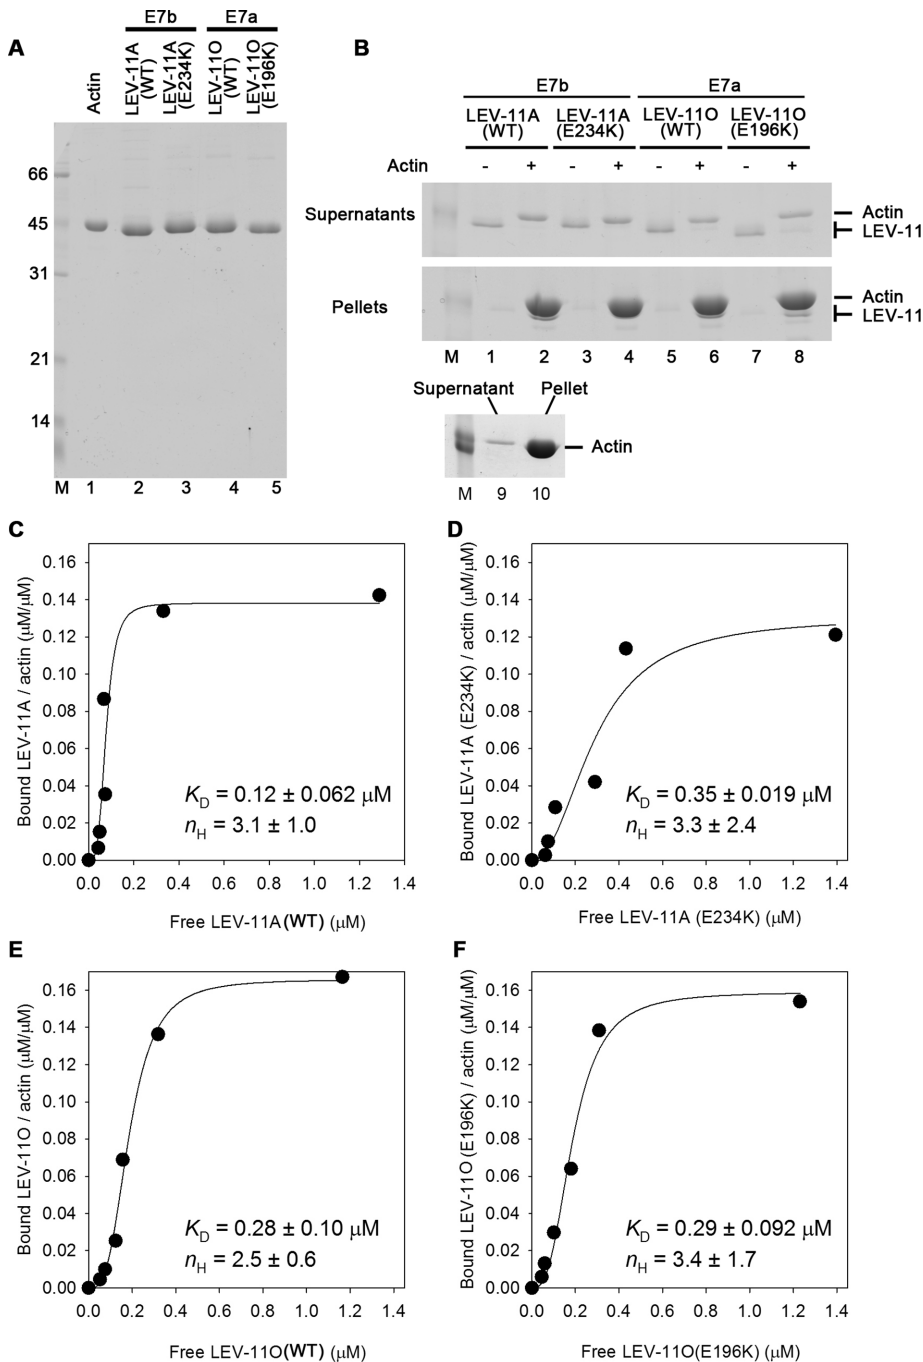 A
E7b
E7a
Actin
LEV-11A
(WT)
LEV-11A
(E234K)
LEV-11O
(WT)
LEV-11O
(E196K)
66
45
31
21
14
M 1 2 3 4 5
B
E7b
E7a
LEV-11A
(WT)
LEV-11A
(E234K)
LEV-11O
(WT)
LEV-11O
(E196K)
Actin - + - + - + - +
Supernatants
Actin
LEV-11
Pellets
Actin
LEV-11
M 1 2 3 4 5 6 7 8
Supernatant Pellet
Actin
M 9 10
C
Bound LEV-11A / actin (μM/μM)
0.16
0.14
0.12
0.10
0.08
0.06
0.04
0.02
0.00
KD = 0.12 ± 0.062 μM
nH = 3.1 ± 1.0
0.0 0.2 0.4 0.6 0.8 1.0 1.2 1.4
Free LEV-11A(WT) (μM)
D
Bound LEV-11A (E234K) / actin (μM/μM)
0.16
0.14
0.12
0.10
0.08
0.06
0.04
0.02
0.00
KD = 0.35 ± 0.019 μM
nH = 3.3 ± 2.4
0.0 0.2 0.4 0.6 0.8 1.0 1.2 1.4
Free LEV-11A (E234K) (μM)
E
Bound LEV-11O / actin (μM/μM)
0.16
0.14
0.12
0.10
0.08
0.06
0.04
0.02
0.00
KD = 0.28 ± 0.10 μM
nH = 2.5 ± 0.6
0.0 0.2 0.4 0.6 0.8 1.0 1.2 1.4
Free LEV-11O(WT) (μM)
F
Bound LEV-11O (E196K) / actin (μM/μM)
0.16
0.14
0.12
0.10
0.08
0.06
0.04
0.02
0.00
KD = 0.29 ± 0.092 μM
nH = 3.4 ± 1.7
0.0 0.2 0.4 0.6 0.8 1.0 1.2 1.4
Free LEV-11O(E196K) (μM)